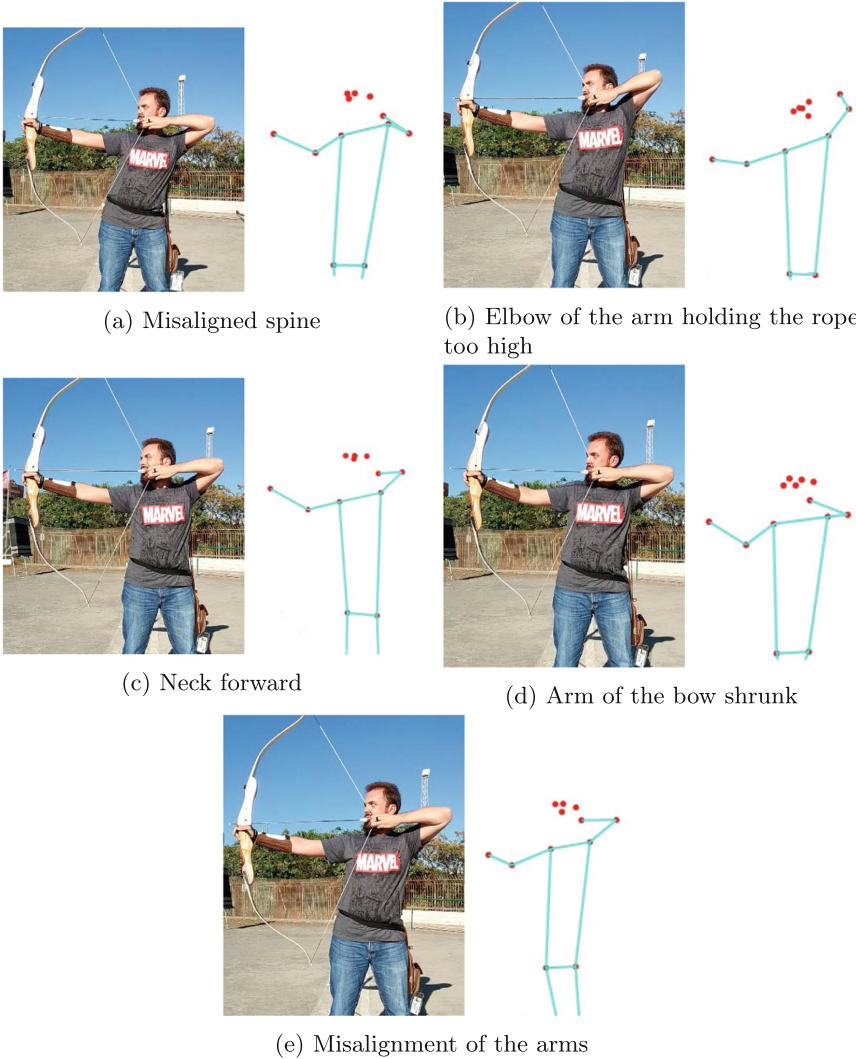 MARVEL
(a) Misaligned spine
MARVEL
(b) Elbow of the arm holding the rope
too high
MARVEL
(c) Neck forward
MARVEL
(d) Arm of the bow shrunk
MARVEL
(e) Misalignment of the arms